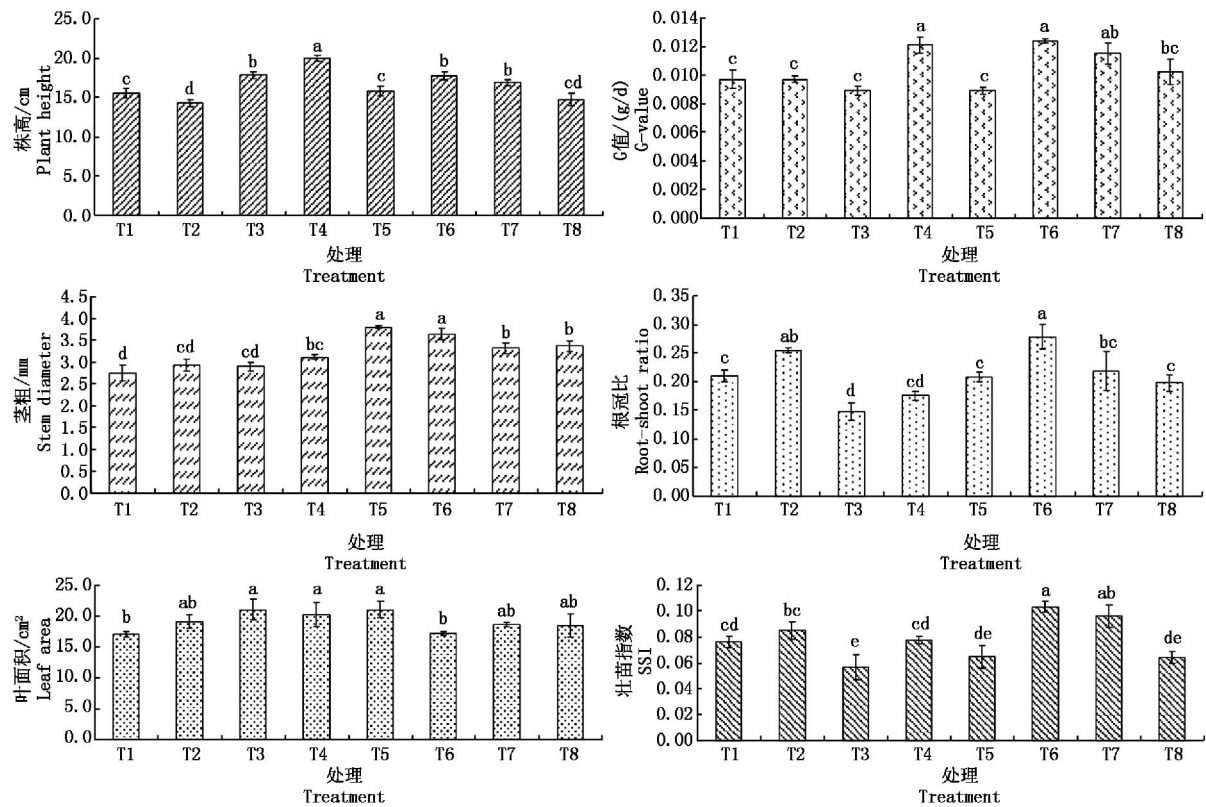 25.0
20.0
15.0
10.0
5.0
0.0
株高/cm
Plant height
c
d
b
a
c
b
b
cd
T1 T2 T3 T4 T5 T6 T7 T8
处理
Treatment
0.014
0.012
0.010
0.008
0.006
0.004
0.002
0.000
G值/(g/d)
G-value
c
c
c
a
c
a
ab
bc
T1 T2 T3 T4 T5 T6 T7 T8
处理
Treatment
4.5
4.0
3.5
3.0
2.5
2.0
1.5
1.0
0.5
0.0
茎粗/mm
Stem diameter
d
cd
cd
bc
a
a
b
b
T1 T2 T3 T4 T5 T6 T7 T8
处理
Treatment
0.35
0.30
0.25
0.20
0.15
0.10
0.05
0.00
根冠比
Root-shoot ratio
c
ab
d
cd
c
a
bc
c
T1 T2 T3 T4 T5 T6 T7 T8
处理
Treatment
25.0
20.0
15.0
10.0
5.0
0.0
叶面积/cm²
Leaf area
b
ab
a
a
a
b
ab
ab
T1 T2 T3 T4 T5 T6 T7 T8
处理
Treatment
0.12
0.10
0.08
0.06
0.04
0.02
0.00
壮苗指数
SSI
cd
bc
e
cd
de
a
ab
de
T1 T2 T3 T4 T5 T6 T7 T8
处理
Treatment